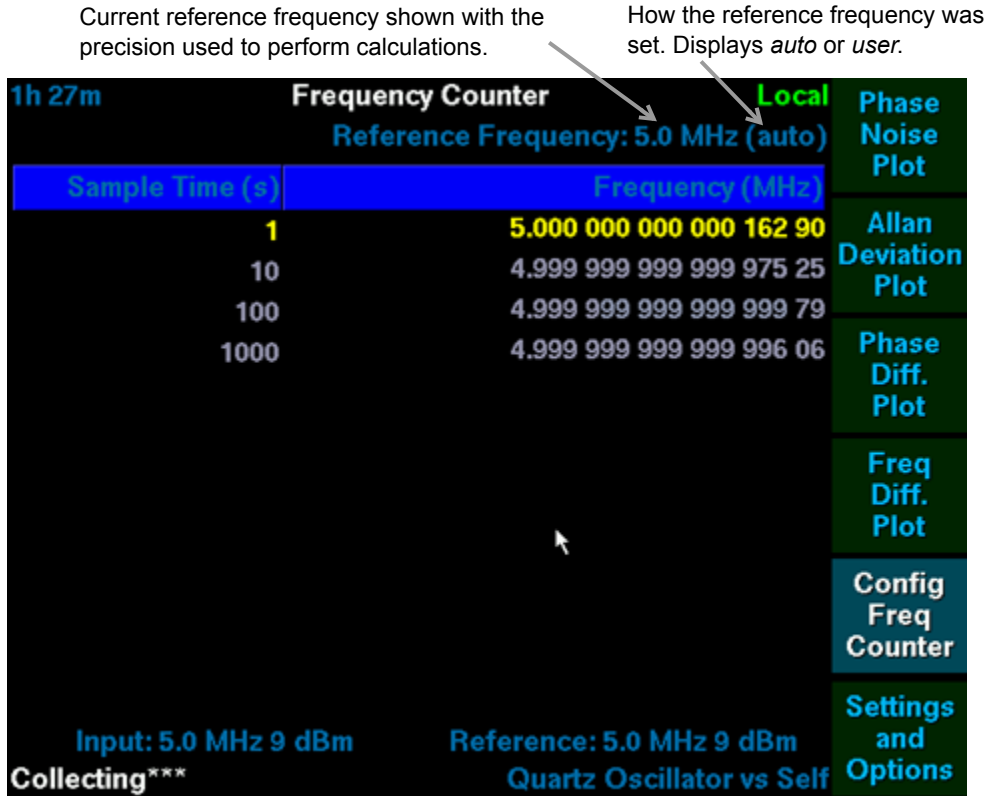 Current reference frequency shown with the
precision used to perform calculations.
How the reference frequency was
set. Displays auto or user.
1h 27m
Frequency Counter
Local
Reference Frequency: 5.0 MHz (auto)
Sample Time (s)
Frequency (MHz)
1
5.000 000 000 000 162 90
10
4.999 999 999 999 975 25
100
4.999 999 999 999 999 79
1000
4.999 999 999 999 996 06
Input: 5.0 MHz 9 dBm
Reference: 5.0 MHz 9 dBm
Collecting***
Quartz Oscillator vs Self
Phase
Noise
Plot
Allan
Deviation
Plot
Phase
Diff.
Plot
Freq
Diff.
Plot
Config
Freq
Counter
Settings
and
Options